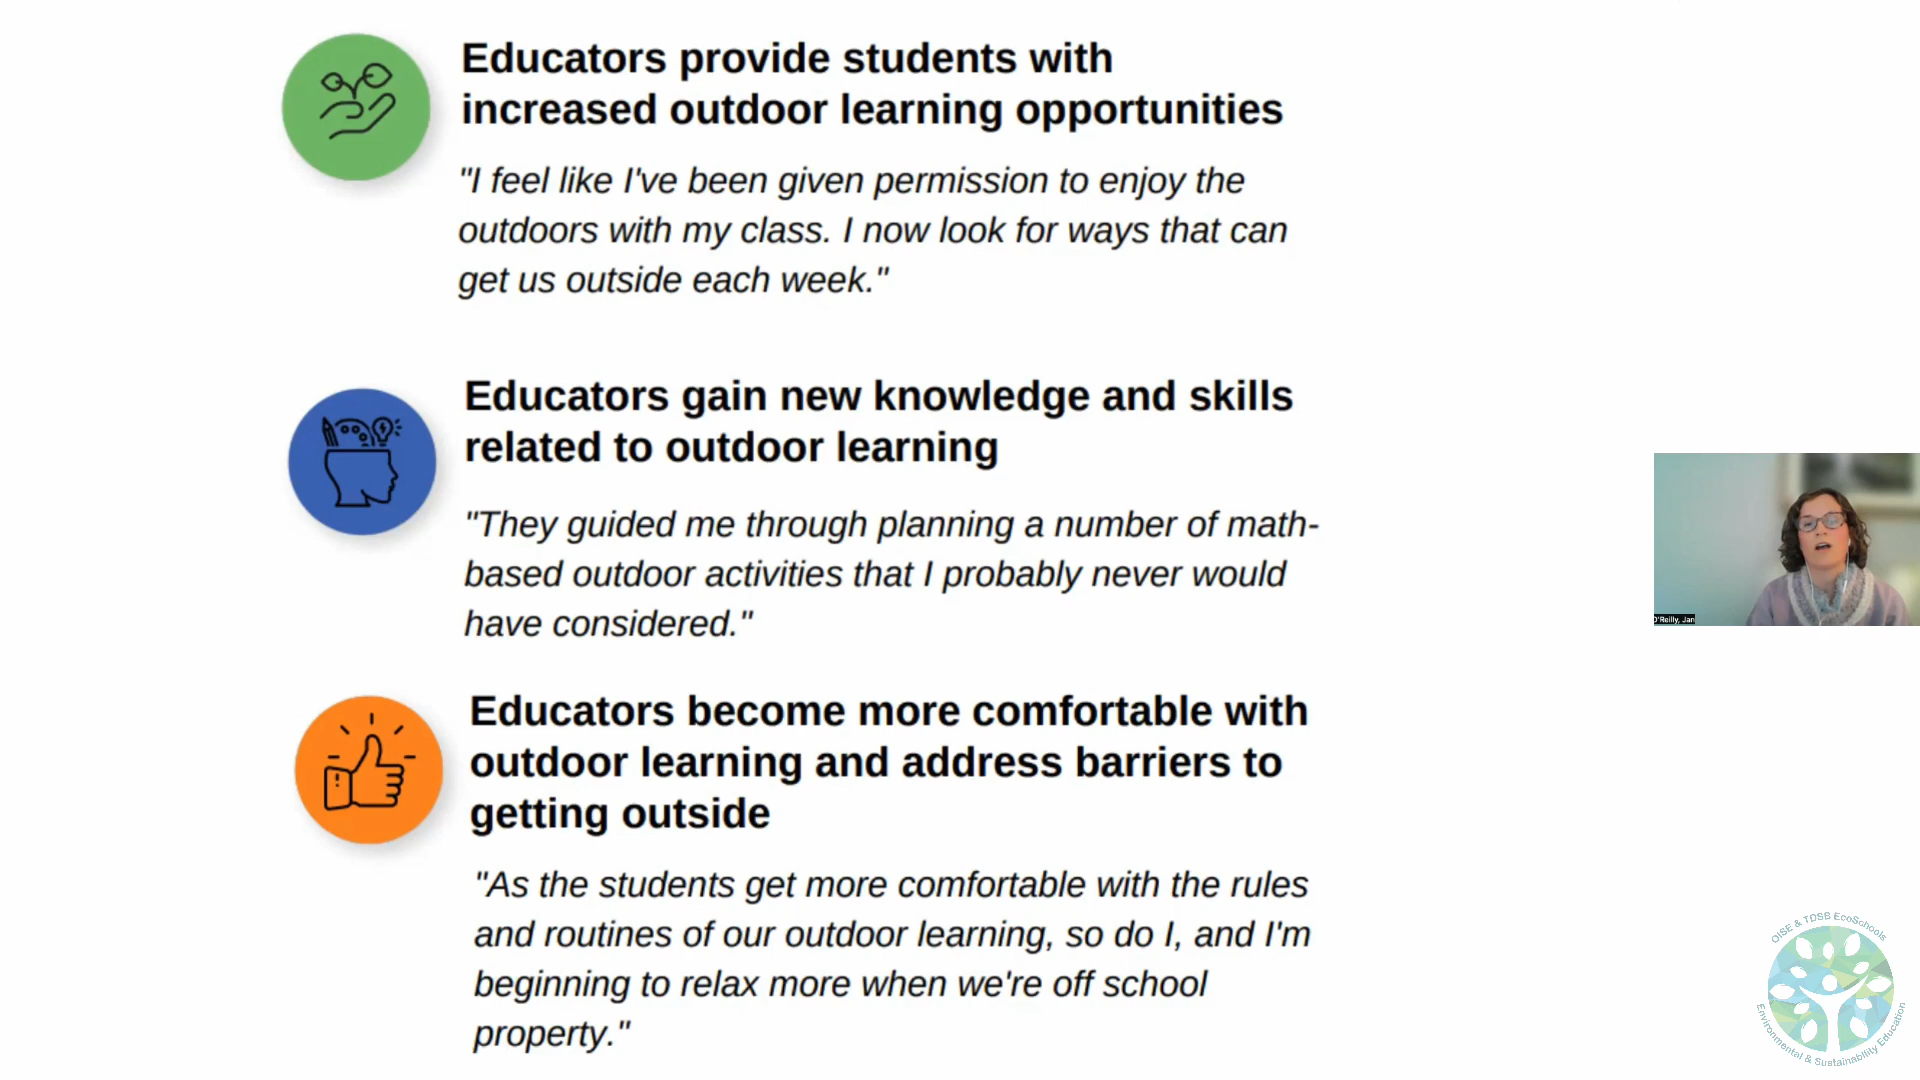 Educators provide students with
increased outdoor learning opportunities
"I feel like I've been given permission to enjoy the
outdoors with my class. I now look for ways that can
get us outside each week."
Educators gain new knowledge and skills
related to outdoor learning
"They guided me through planning a number of math-
based outdoor activities that I probably never would
have considered."
Educators become more comfortable with
outdoor learning and address barriers to
getting outside
"As the students get more comfortable with the rules
and routines of our outdoor learning, so do I, and I'm
beginning to relax more when we're off school
property."
O'Reilly, Jan
OISE & TDSB EcoSchools
Environmental & Sustainability Education